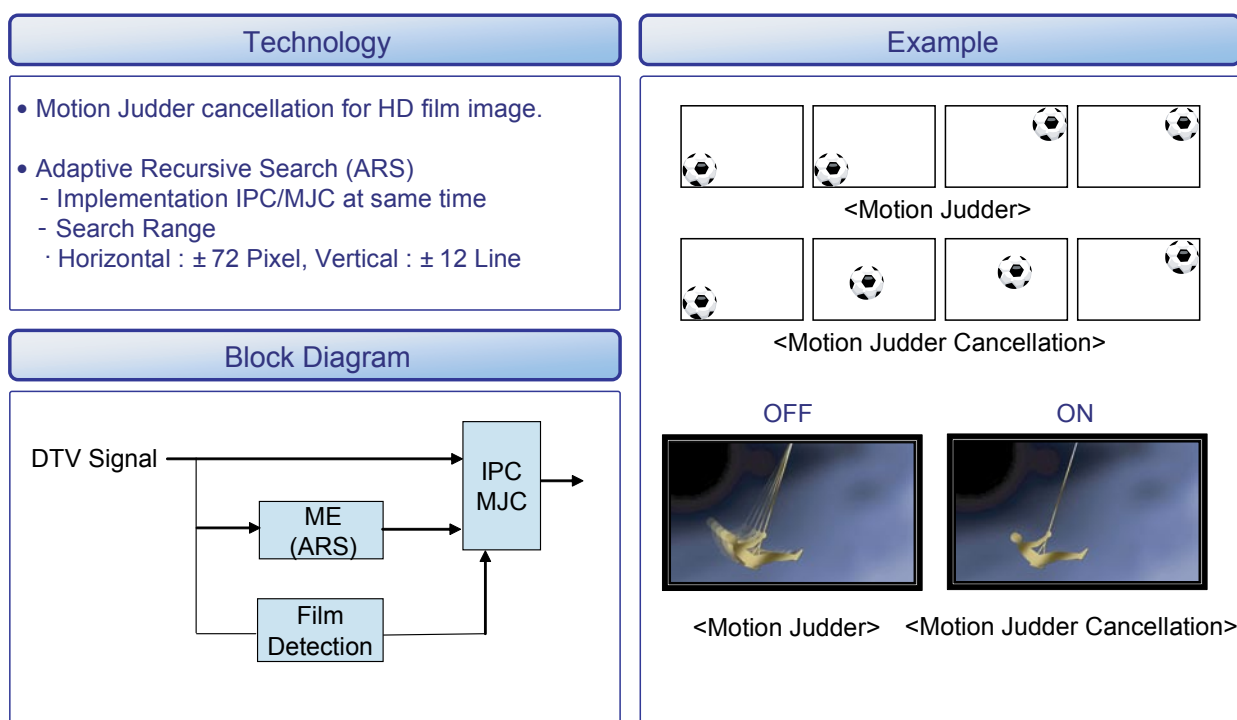 Technology
• Motion Judder cancellation for HD film image.
• Adaptive Recursive Search (ARS)
- Implementation IPC/MJC at same time
- Search Range
· Horizontal : ± 72 Pixel, Vertical : ± 12 Line
Block Diagram
DTV Signal
IPC
MJC
ME
(ARS)
Film
Detection
Example
<Motion Judder>
<Motion Judder Cancellation>
OFF ON
<Motion Judder> <Motion Judder Cancellation>